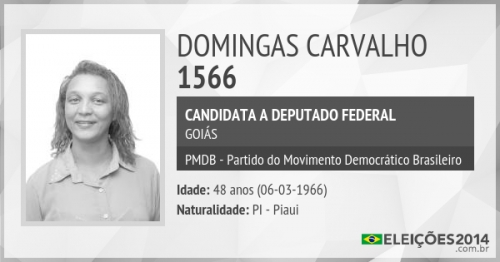 DOMINGAS CARVALHO
1566
CANDIDATA A DEPUTADO FEDERAL
GOIÁS
PMDB - Partido do Movimento Democrático Brasileiro
Idade: 48 anos (06-03-1966)
Naturalidade: PI - Piaui
ELEIÇÕES2014
.com.br